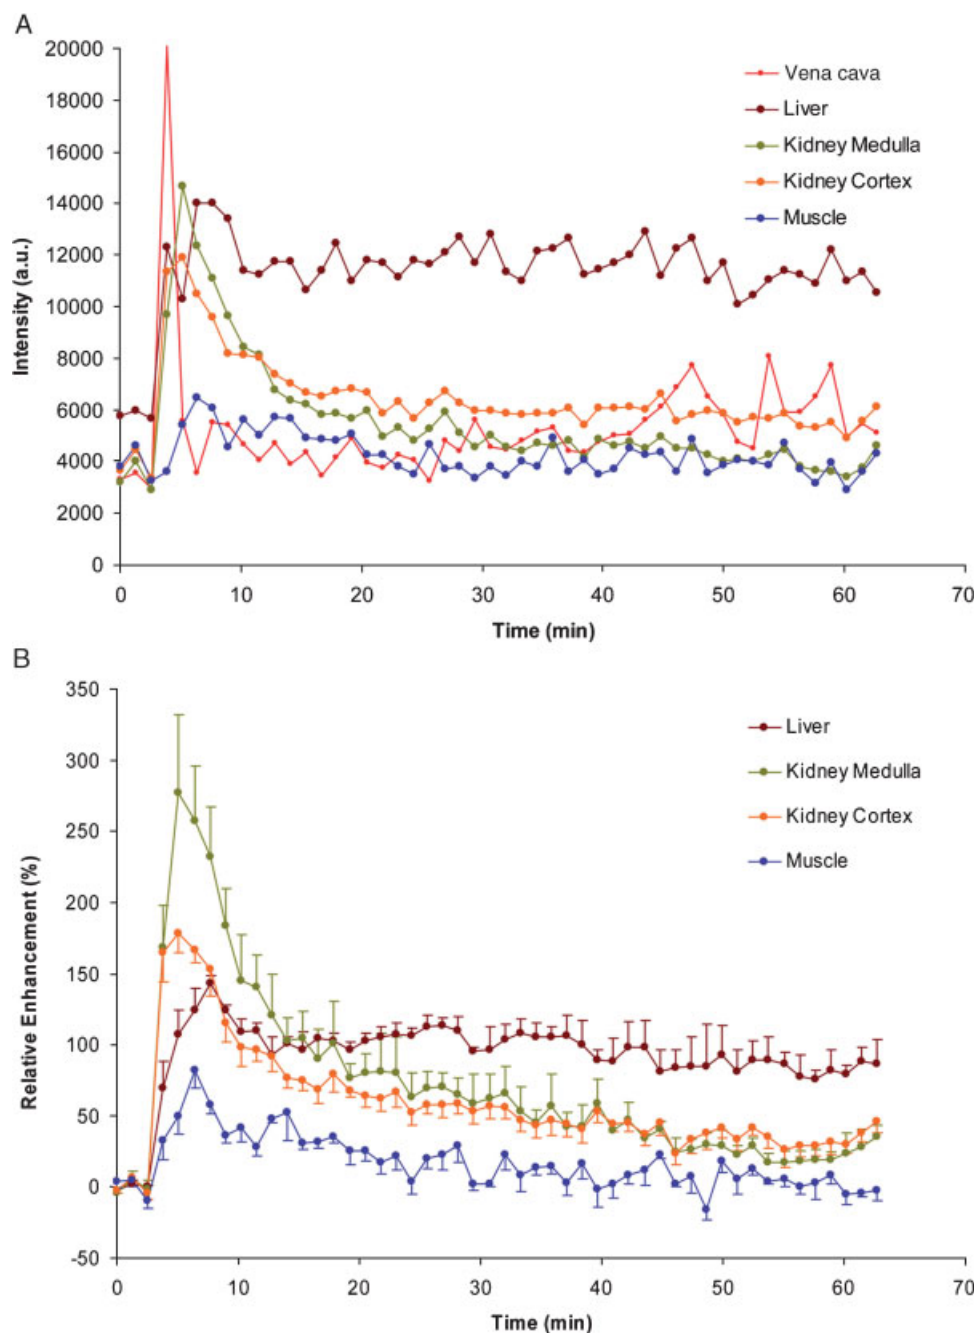 A
20000
18000
16000
14000
12000
10000
8000
6000
4000
2000
0
Intensity (a.u.)
Vena cava
Liver
Kidney Medulla
Kidney Cortex
Muscle
0 10 20 30 40 50 60 70
Time (min)
B
350
300
250
200
150
100
50
0
-50
Relative Enhancement (%)
Liver
Kidney Medulla
Kidney Cortex
Muscle
0 10 20 30 40 50 60 70
Time (min)